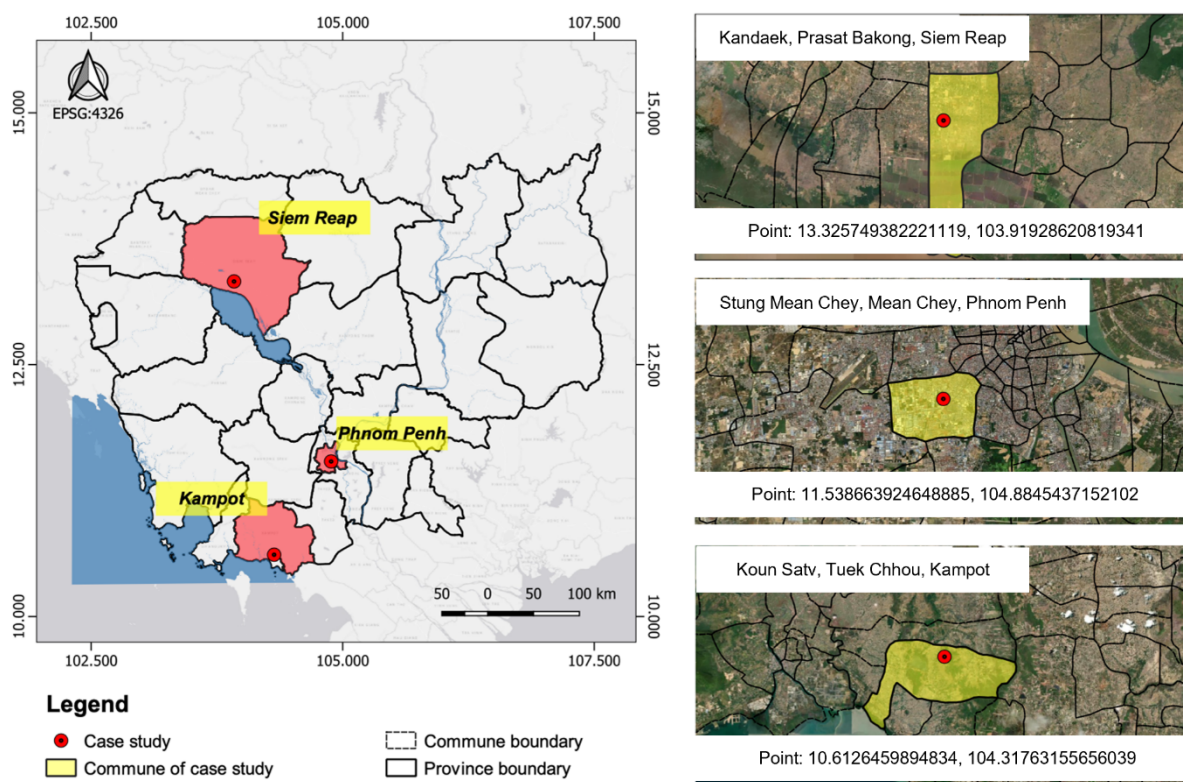 102.500
105.000
107.500
EPSG:4326
15.000
15.000
Siem Reap
12.500
12.500
Phnom Penh
Kampot
50 0 50 100 km
10.000
10.000
102.500
105.000
107.500
Legend
Case study
Commune of case study
Commune boundary
Province boundary
Kandaek, Prasat Bakong, Siem Reap
Point: 13.325749382221119, 103.91928620819341
Stung Mean Chey, Mean Chey, Phnom Penh
Point: 11.538663924648885, 104.8845437152102
Koun Satv, Tuek Chhou, Kampot
Point: 10.6126459894834, 104.31763155656039